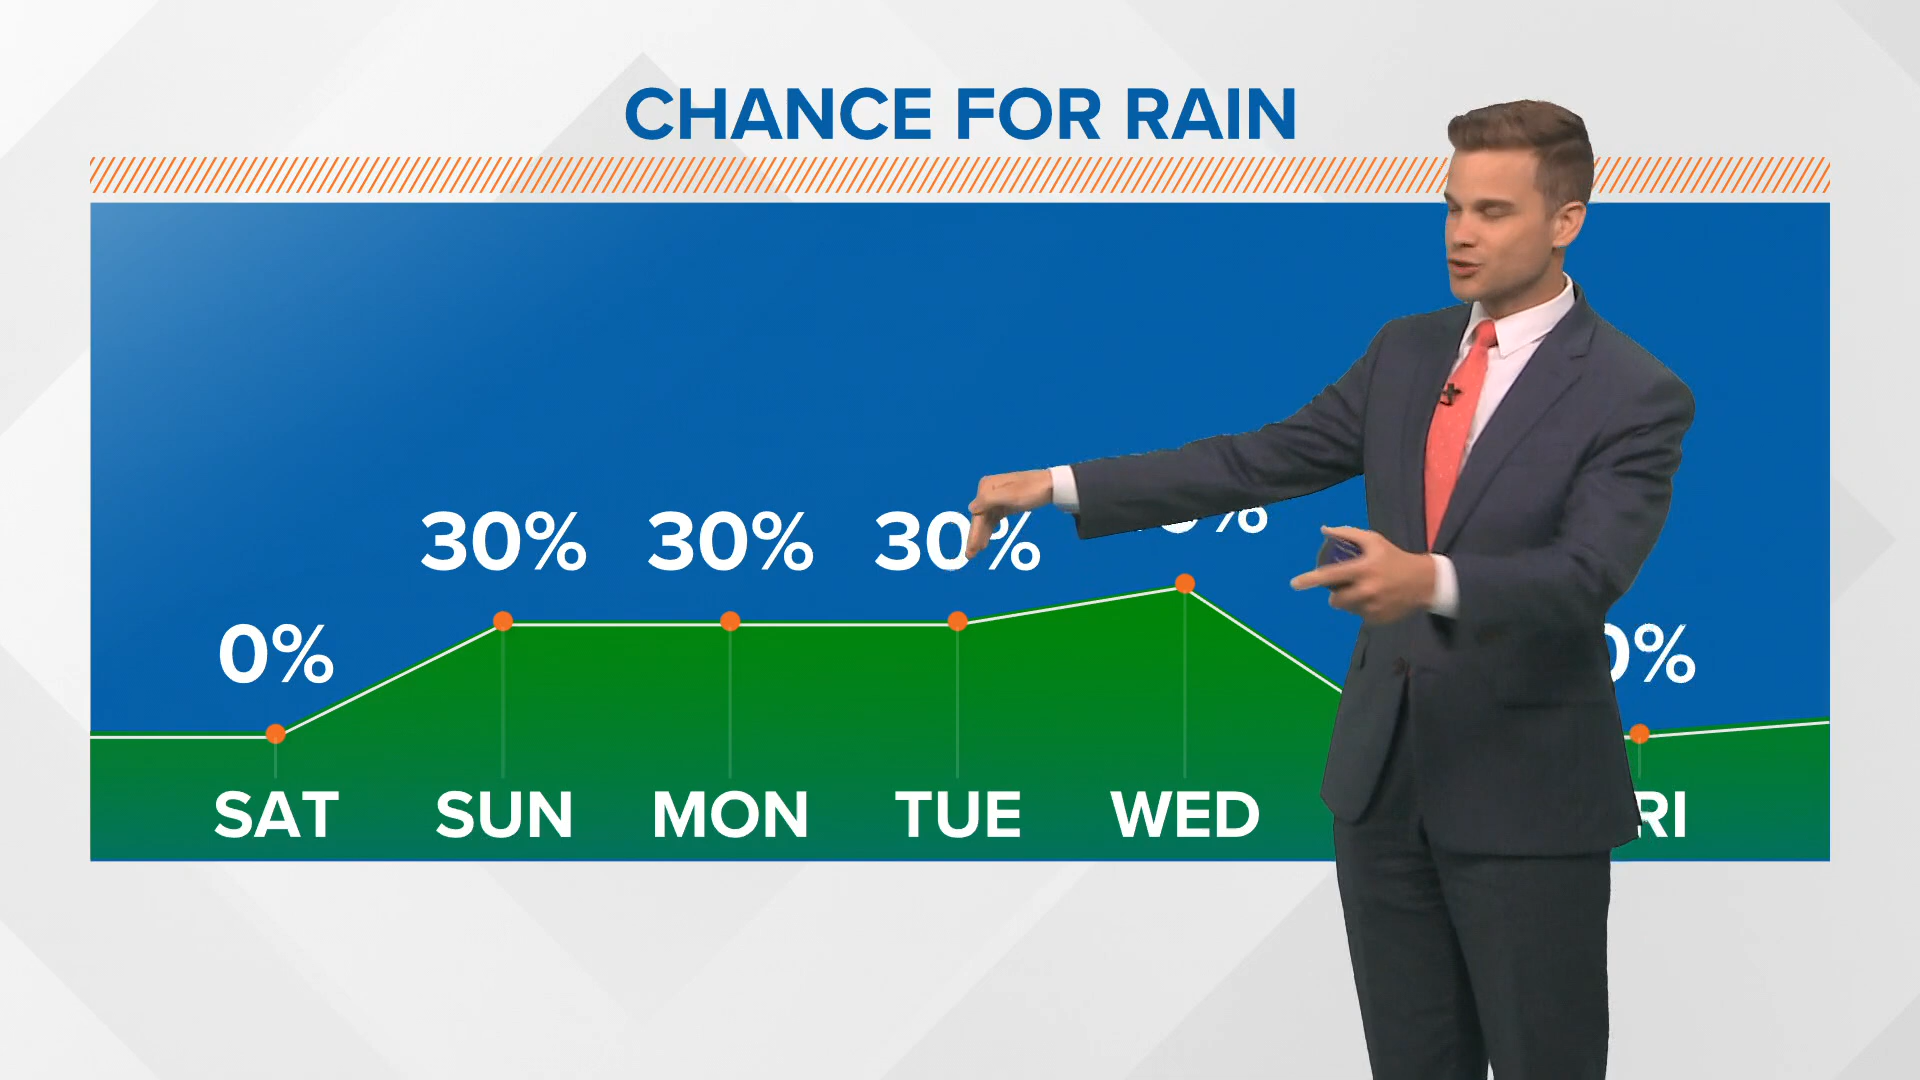 CHANCE FOR RAIN
30% 30% 30%
0%
SAT SUN MON TUE WED